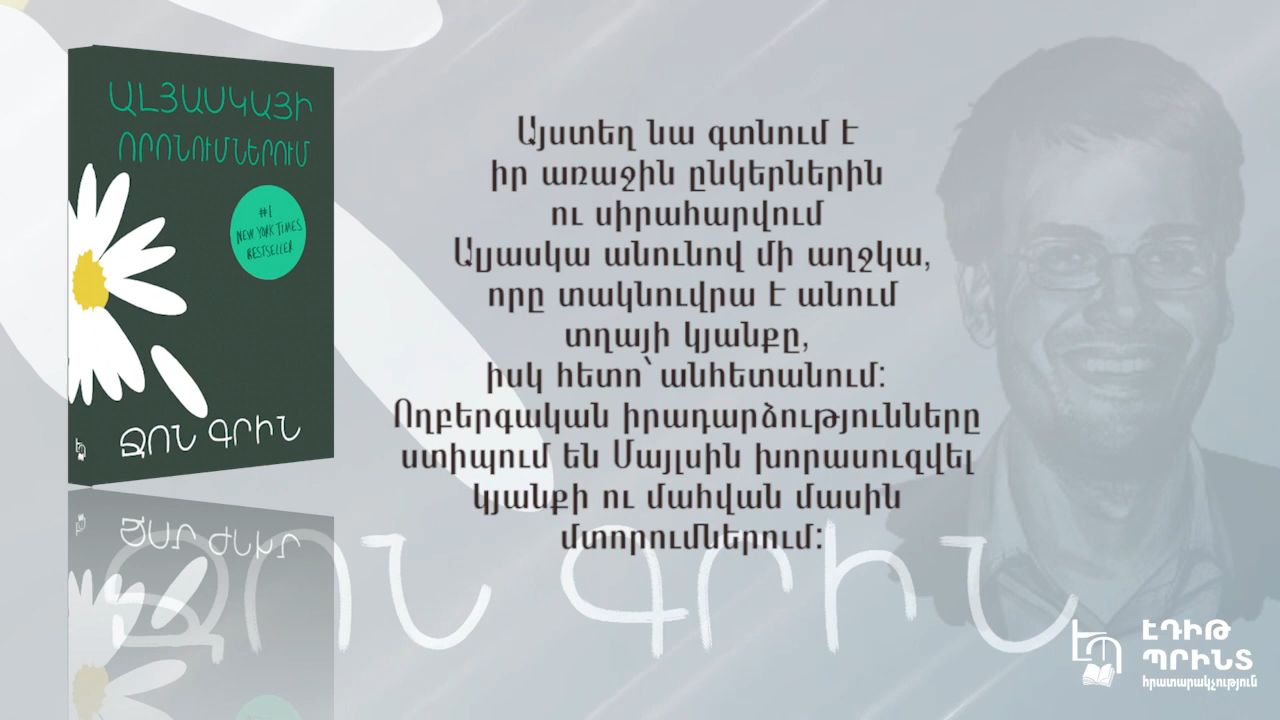 ԱԼՅԱՍԿԱՅԻ
ՈՐՈՆՈՒՄՆԵՐՈՒՄ
#1
NEW YORK TIMES
BESTSELLER
ՋՈՆ ԳՐԻՆ
Այստեղ նա գտնում է
իր առաջին ընկերներին
ու սիրահարվում
Ալյասկա անունով մի աղջկա,
որը տակնուվրա է անում
տղայի կյանքը,
իսկ հետո՝ անհետանում:
Ողբերգական իրադարձությունները
ստիպում են Մայլսին խորասուզվել
կյանքի ու մահվան մասին
մտորումներում:
ՋՈՆ ԳՐԻՆ
ԷԴԻԹ
ՊՐԻՆՏ
հրատարակչություն